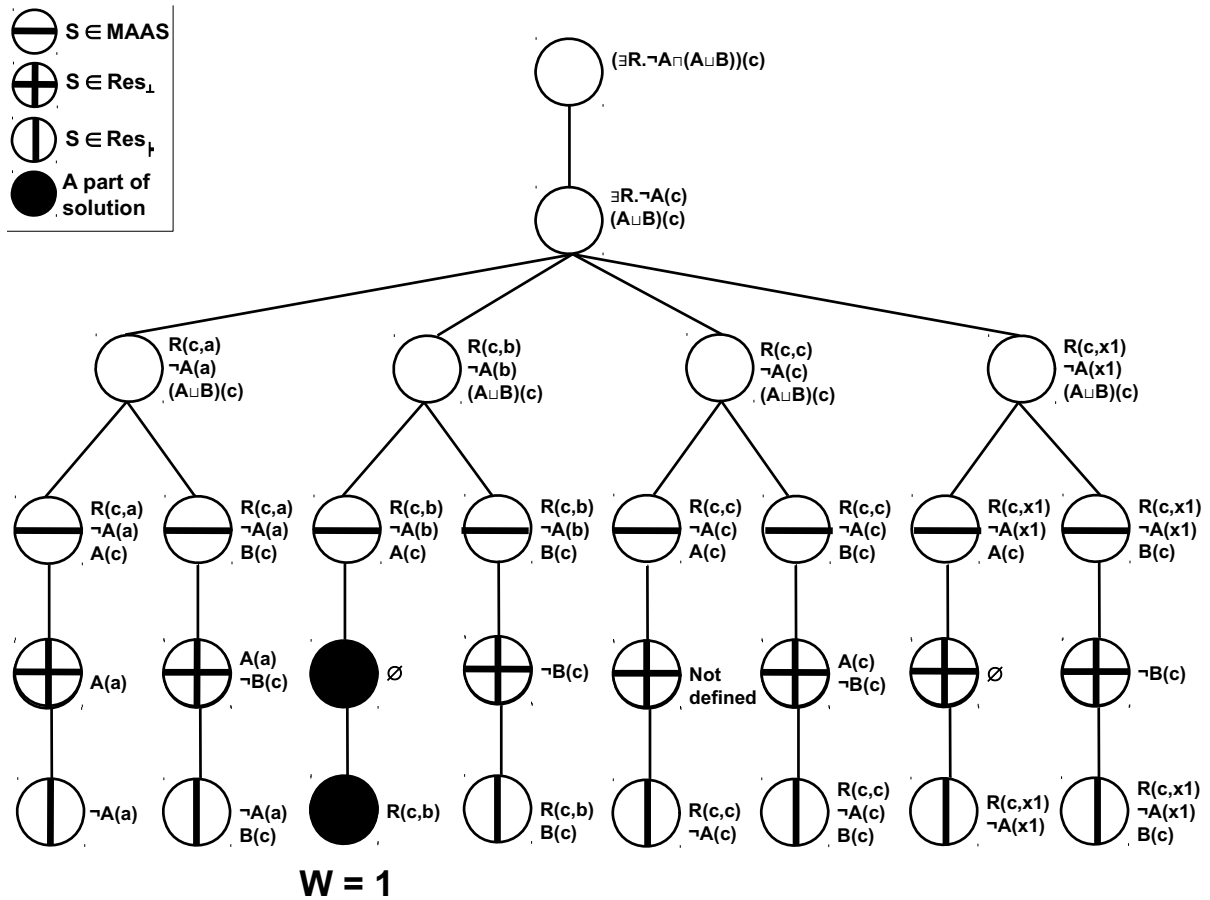 S ∈ MAAS
S ∈ Res⊥
S ∈ Res⊧
A part of
solution
(∃R.¬A⊓(A⊔B))(c)
∃R.¬A(c)
(A⊔B)(c)
R(c,a)
¬A(a)
(A⊔B)(c)
R(c,b)
¬A(b)
(A⊔B)(c)
R(c,c)
¬A(c)
(A⊔B)(c)
R(c,x1)
¬A(x1)
(A⊔B)(c)
R(c,a)
¬A(a)
A(c)
R(c,a)
¬A(a)
B(c)
R(c,b)
¬A(b)
A(c)
R(c,b)
¬A(b)
B(c)
R(c,c)
¬A(c)
A(c)
R(c,c)
¬A(c)
B(c)
R(c,x1)
¬A(x1)
A(c)
R(c,x1)
¬A(x1)
B(c)
A(a)
A(a)
¬B(c)
∅
¬B(c)
Not
defined
A(c)
¬B(c)
∅
¬B(c)
¬A(a)
¬A(a)
B(c)
R(c,b)
R(c,b)
B(c)
R(c,c)
¬A(c)
R(c,c)
¬A(c)
B(c)
R(c,x1)
¬A(x1)
R(c,x1)
¬A(x1)
B(c)
W = 1